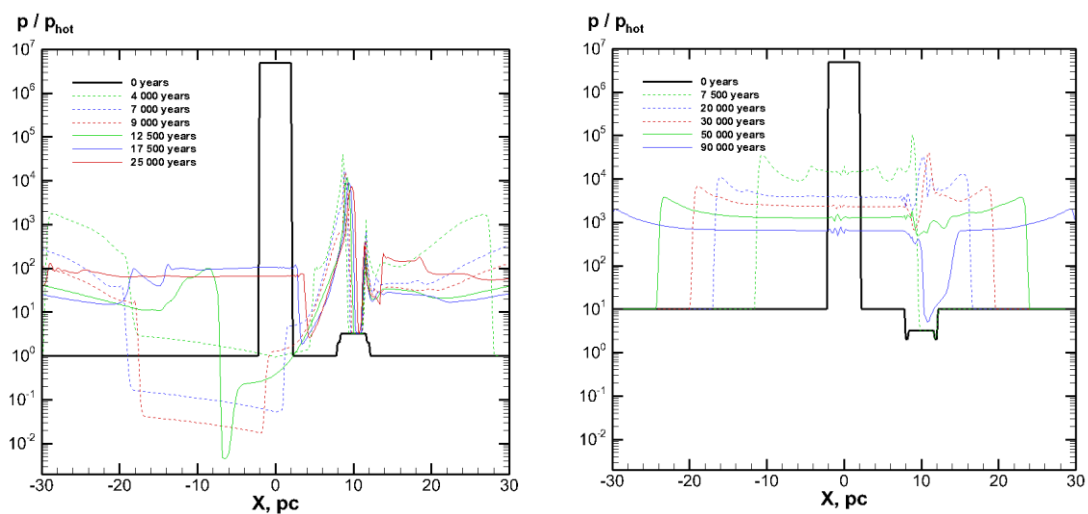 p / p_hot
10^7
10^6
10^5
10^4
10^3
10^2
10^1
10^0
10^-1
10^-2
0 years
4 000 years
7 000 years
9 000 years
12 500 years
17 500 years
25 000 years
-30 -20 -10 0 10 20 30
X, pc
p / p_hot
10^7
10^6
10^5
10^4
10^3
10^2
10^1
10^0
10^-1
10^-2
0 years
7 500 years
20 000 years
30 000 years
50 000 years
90 000 years
-30 -20 -10 0 10 20 30
X, pc